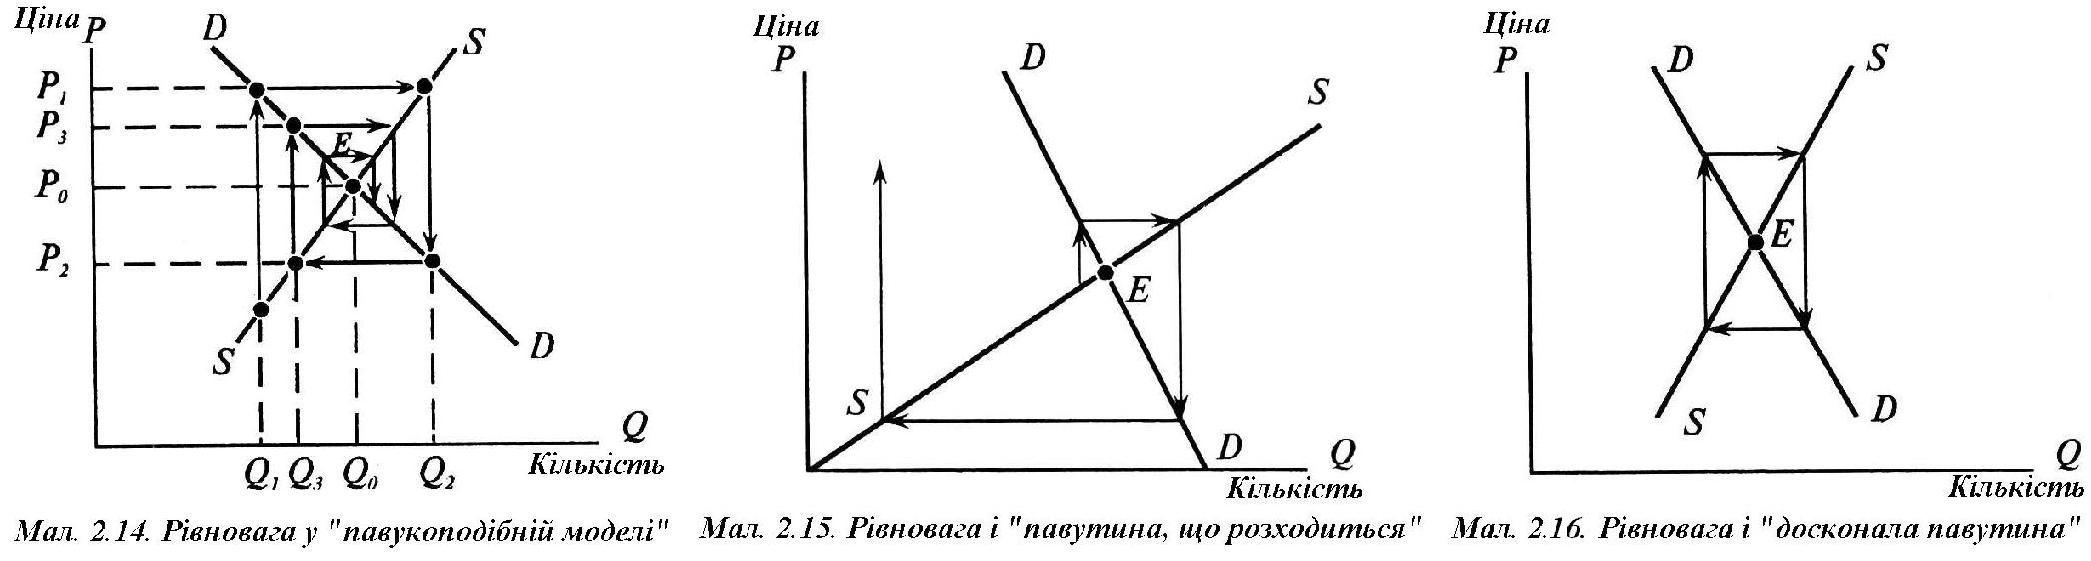 Ціна
P
D
S
P₁
P₃
E
P₀
P₂
S
D
Q
Q₁ Q₃ Q₀ Q₂ Кількість
Мал. 2.14. Рівновага у "павукоподібній моделі"
Ціна
P
D
S
E
S
D
Q
Кількість
Мал. 2.15. Рівновага і "павутина, що розходиться"
Ціна
P
D
S
E
S
D
Q
Кількість
Мал. 2.16. Рівновага і "досконала павутина"